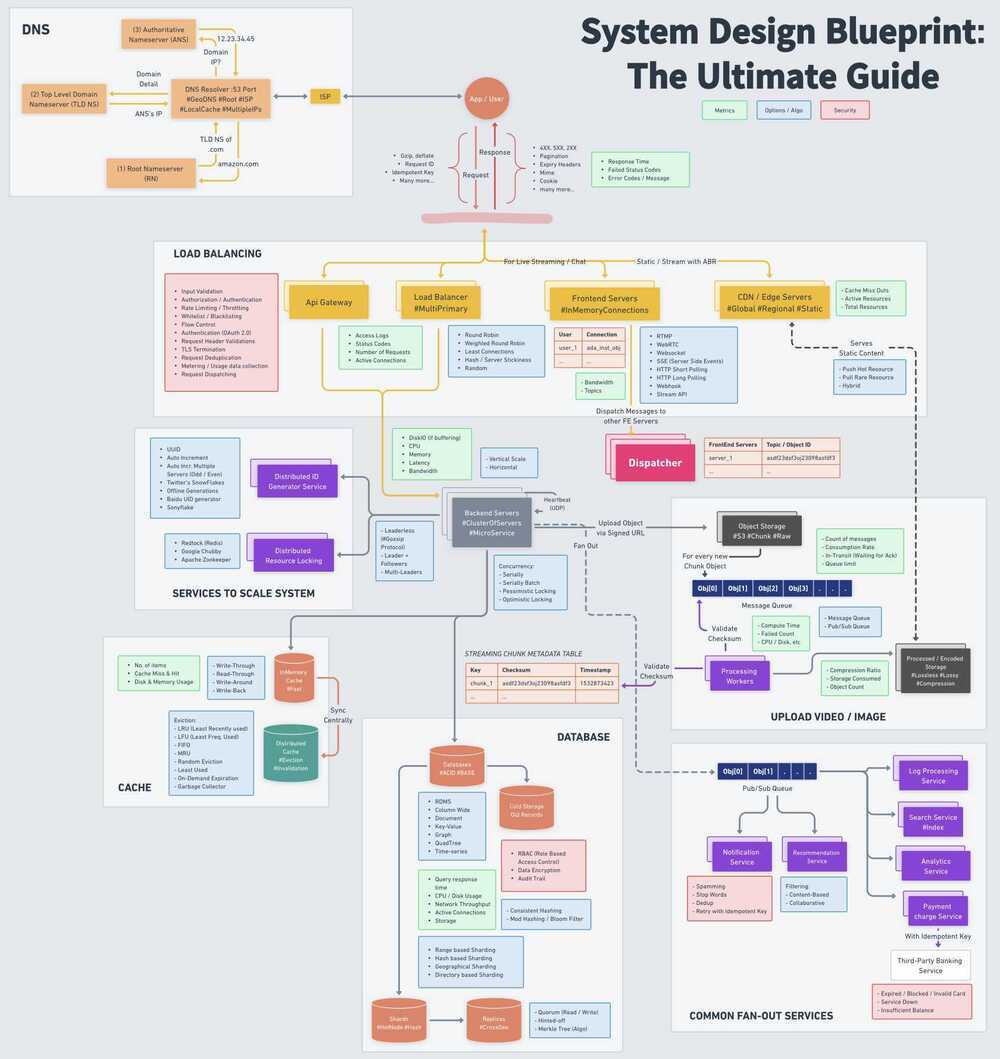 System Design Blueprint:
The Ultimate Guide
Metrics
Options / Algo
Security
DNS
(3) Authoritative
Nameserver (ANS)
12.23.34.45
Domain
IP?
Domain
Detail
(2) Top Level Domain
Nameserver (TLD NS)
ANS's IP
DNS Resolver :53 Port
#GeoDNS #Root #ISP
#LocalCache #MultipleIPs
TLD NS of
.com
amazon.com
(1) Root Nameserver
(RN)
ISP
App / User
Response
Request
• Gzip, deflate
• Request ID
• Idempotent Key
• Many more...
• 4XX, 5XX, 2XX
• Pagination
• Expiry Headers
• Mime
• Cookie
• many more...
• Response Time
• Failed Status Codes
• Error Codes / Message
LOAD BALANCING
For Live Streaming / Chat
Static / Stream with ABR
• Input Validation
• Authorization / Authentication
• Rate Limiting / Throttling
• Whitelist / Blacklisting
• Flow Control
• Authentication (OAuth 2.0)
• Request Header Validations
• TLS Termination
• Request Deduplication
• Metering / Usage data collection
• Request Dispatching
Api Gateway
Load Balancer
#MultiPrimary
Frontend Servers
#InMemoryConnections
CDN / Edge Servers
#Global #Regional #Static
- Cache Miss Outs
- Active Resources
- Total Resources
• Access Logs
• Status Codes
• Number of Requests
• Active Connections
• Round Robin
• Weighted Round Robin
• Least Connections
• Hash / Server Stickiness
• Random
User Connection
user_1 ada_inst_obj
... ...
- Bandwidth
- Topics
• RTMP
• WebRTC
• Websocket
• SSE (Server Side Events)
• HTTP Short Polling
• HTTP Long Polling
• Webhook
• Stream API
Serves
Static Content
- Push Hot Resource
- Pull Rare Resource
- Hybrid
Dispatch Messages to
other FE Servers
Dispatcher
FrontEnd Servers Topic / Object ID
server_1 asdf23dsf3oj23098astdf3
... ...
• DiskIO (If buffering)
• CPU
• Memory
• Latency
• Bandwidth
- Vertical Scale
- Horizontal
• UUID
• Auto Increment
• Auto Incr. Multiple
Servers (Odd / Even)
• Twitter's SnowFlakes
• Offline Generations
• Baidu UID generator
• Sonyflake
Distributed ID
Generator Service
• Redlock (Redis)
• Google Chubby
• Apache Zookeeper
Distributed
Resource Locking
SERVICES TO SCALE SYSTEM
- Leaderless
(#Gossip
Protocol)
- Leader +
Followers
- Multi-Leaders
Backend Servers
#ClusterOfServers
#MicroService
Heartbeat
(UDP)
Fan Out
Upload Object
via Signed URL
Concurrency:
- Serially
- Serially Batch
- Pessimistic Locking
- Optimistic Locking
Object Storage
#S3 #Chunk #Raw
For every new
Chunk Object
Obj[0] Obj[1] Obj[2] Obj[3] . . .
Message Queue
- Count of messages
- Consumption Rate
- In-Transit (Waiting for Ack)
- Queue limit
Validate
Checksum
- Compute Time
- Failed Count
- CPU / Disk, etc
- Message Queue
- Pub/Sub Queue
Processing
Workers
- Compression Ratio
- Storage Consumed
- Object Count
Processed / Encoded
Storage
#Lossless #Lossy
#Compression
UPLOAD VIDEO / IMAGE
STREAMING CHUNK METADATA TABLE
Key Checksum Timestamp
chunk_1 asdf23dsf3oj23098astdf3 1532873423
... ...
Validate
Checksum
• No. of items
• Cache Miss & Hit
• Disk & Memory Usage
- Write-Through
- Read-Through
- Write-Around
- Write-Back
InMemory
Cache
#Fast
Sync
Centrally
Eviction:
- LRU (Least Recently used)
- LFU (Least Freq. Used)
- FIFO
- MRU
- Random Eviction
- Least Used
- On-Demand Expiration
- Garbage Collector
Distributed
Cache
#Eviction
#Invalidation
CACHE
DATABASE
Databases
#ACID #BASE
Cold Storage
Old Records
• RDMS
• Column Wide
• Document
• Key-Value
• Graph
• QuadTree
• Time-series
• RBAC (Role Based
Access Control)
• Data Encryption
• Audit Trail
• Query response
time
• CPU / Disk Usage
• Network Throughput
• Active Connections
• Storage
- Consistent Hashing
- Mod Hashing / Bloom Filter
- Range based Sharding
- Hash based Sharding
- Geographical Sharding
- Directory based Sharding
Shards
#HotNode #Hash
Replicas
#CrossGeo
- Quorum (Read / Write)
- Hinted-off
- Merkle Tree (Algo)
Obj[0] Obj[1] . . .
Pub/Sub Queue
Log Processing
Service
Search Service
#Index
Analytics
Service
Payment
charge Service
Notification
Service
Recommendation
Service
- Spamming
- Stop Words
- Dedup
- Retry with Idempotent Key
Filtering
- Content-Based
- Collaborative
With Idempotent Key
Third-Party Banking
Service
- Expired / Blocked / Invalid Card
- Service Down
- Insufficient Balance
COMMON FAN-OUT SERVICES